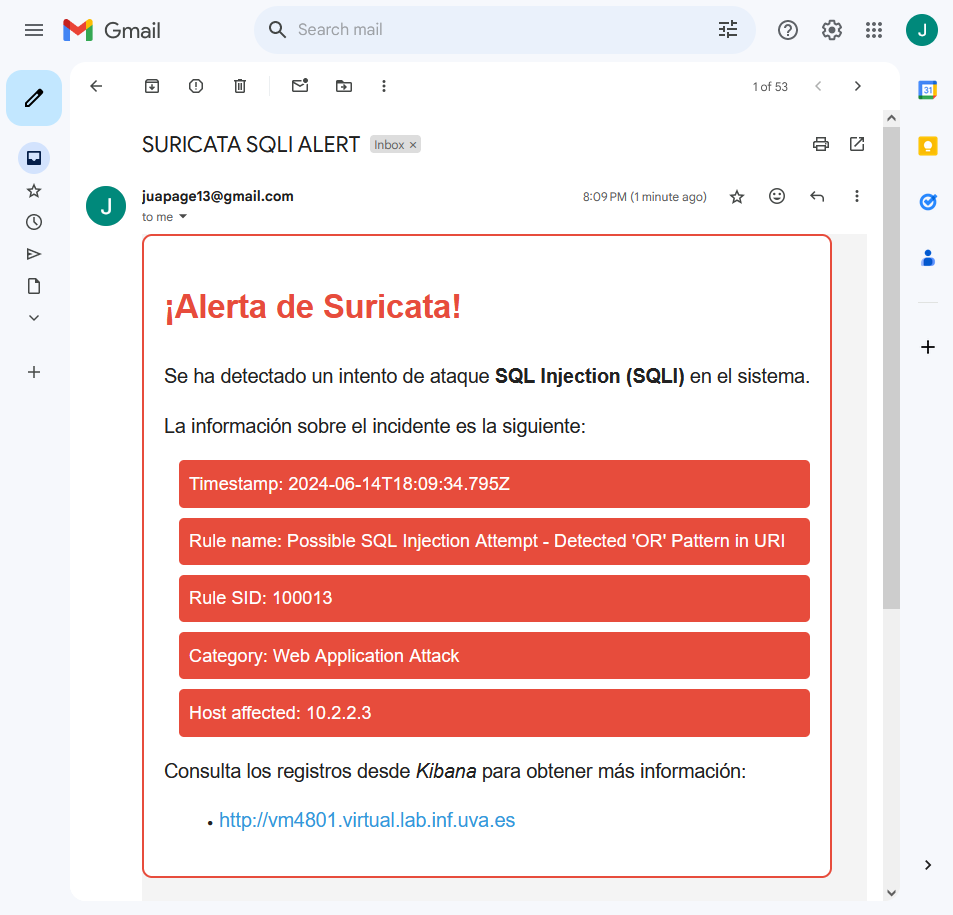 Gmail
Search mail
J
1 of 53
31
SURICATA SQLI ALERT
Inbox ×
J
juapage13@gmail.com
8:09 PM (1 minute ago)
to me
¡Alerta de Suricata!
Se ha detectado un intento de ataque SQL Injection (SQLI) en el sistema.
La información sobre el incidente es la siguiente:
Timestamp: 2024-06-14T18:09:34.795Z
Rule name: Possible SQL Injection Attempt - Detected 'OR' Pattern in URI
Rule SID: 100013
Category: Web Application Attack
Host affected: 10.2.2.3
Consulta los registros desde Kibana para obtener más información:
• http://vm4801.virtual.lab.inf.uva.es